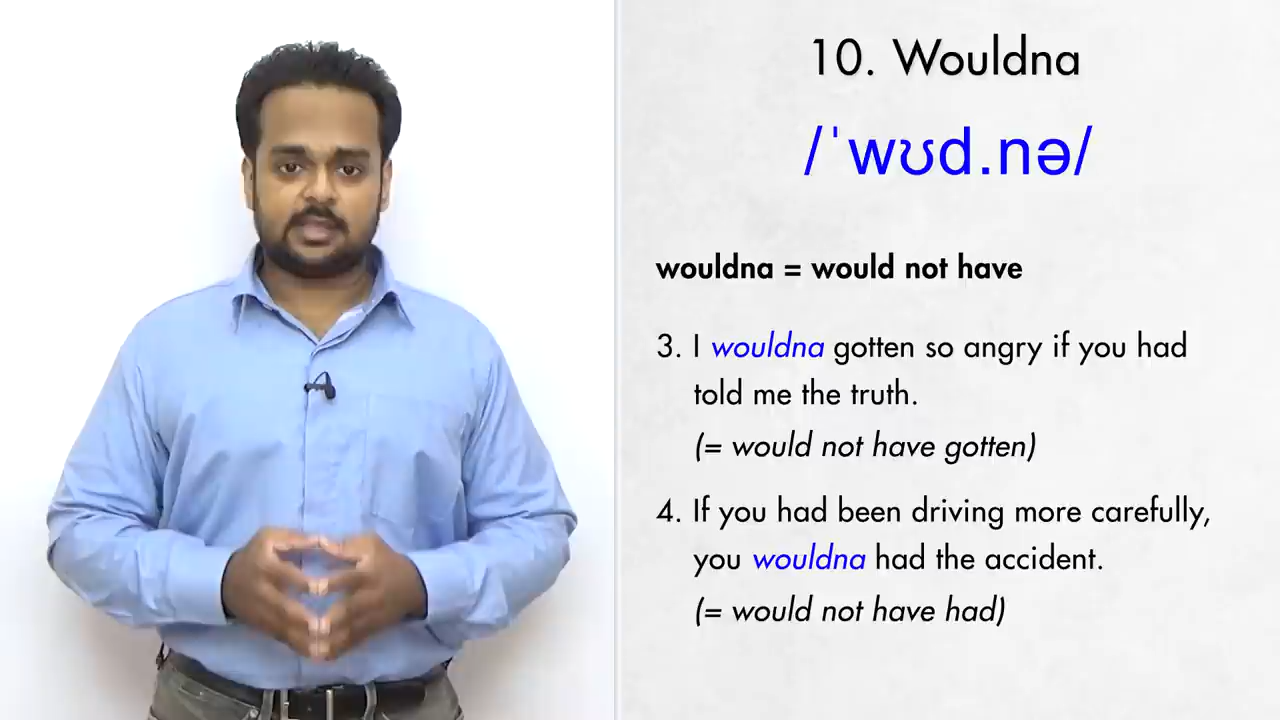 10. Wouldna
/ˈwʊd.nə/
wouldna = would not have
3. I wouldna gotten so angry if you had
told me the truth.
(= would not have gotten)
4. If you had been driving more carefully,
you wouldna had the accident.
(= would not have had)